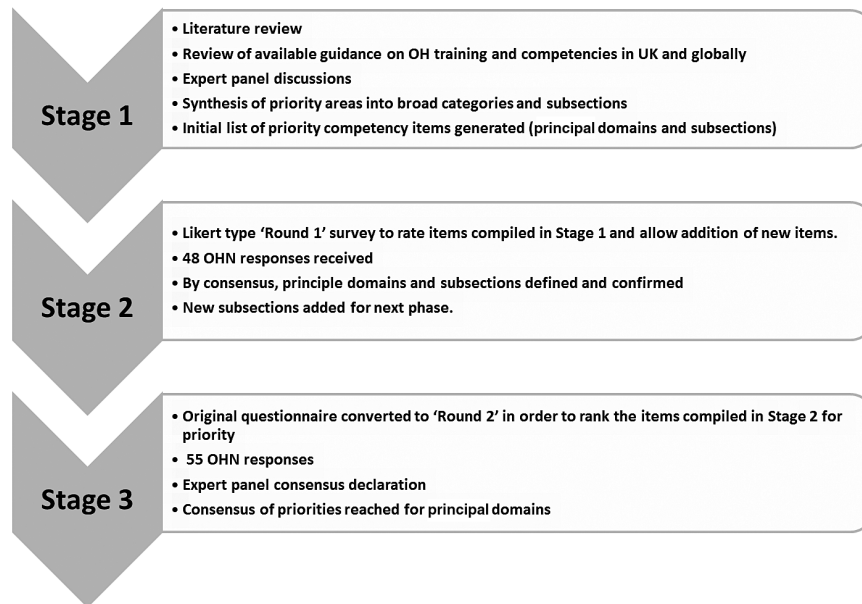 Stage 1
• Literature review
• Review of available guidance on OH training and competencies in UK and globally
• Expert panel discussions
• Synthesis of priority areas into broad categories and subsections
• Initial list of priority competency items generated (principal domains and subsections)
Stage 2
• Likert type ‘Round 1’ survey to rate items compiled in Stage 1 and allow addition of new items.
• 48 OHN responses received
• By consensus, principle domains and subsections defined and confirmed
• New subsections added for next phase.
Stage 3
• Original questionnaire converted to ‘Round 2’ in order to rank the items compiled in Stage 2 for
priority
• 55 OHN responses
• Expert panel consensus declaration
• Consensus of priorities reached for principal domains